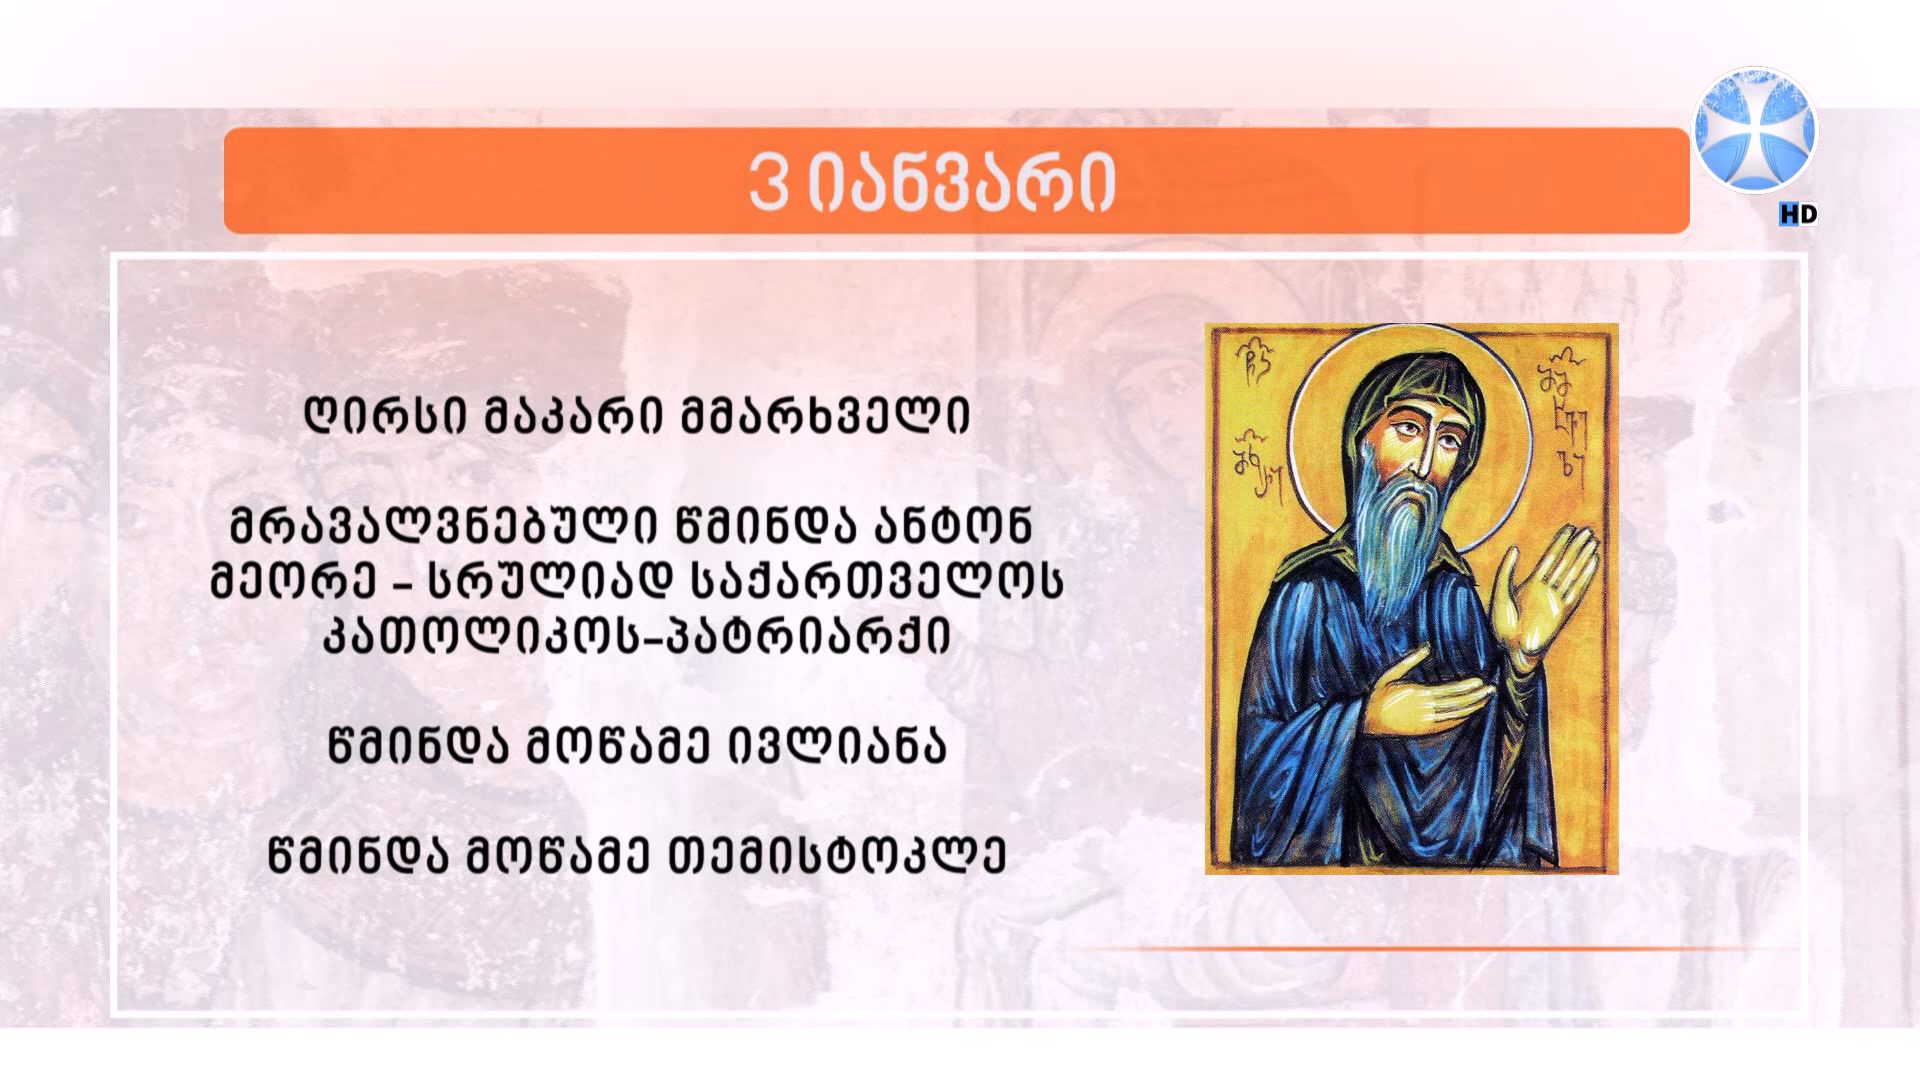 3 იანვარი
HD
ღირსი მაკარი მმარხველი
მრავალვნებული წმინდა ანტონ
მეორე – სრულიად საქართველოს
კათოლიკოს–პატრიარქი
წმინდა მოწამე ივლიანა
წმინდა მოწამე თემისტოკლე